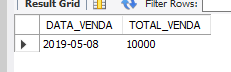 Result Grid Filter Rows:
DATA_VENDA TOTAL_VENDA
2019-05-08 10000